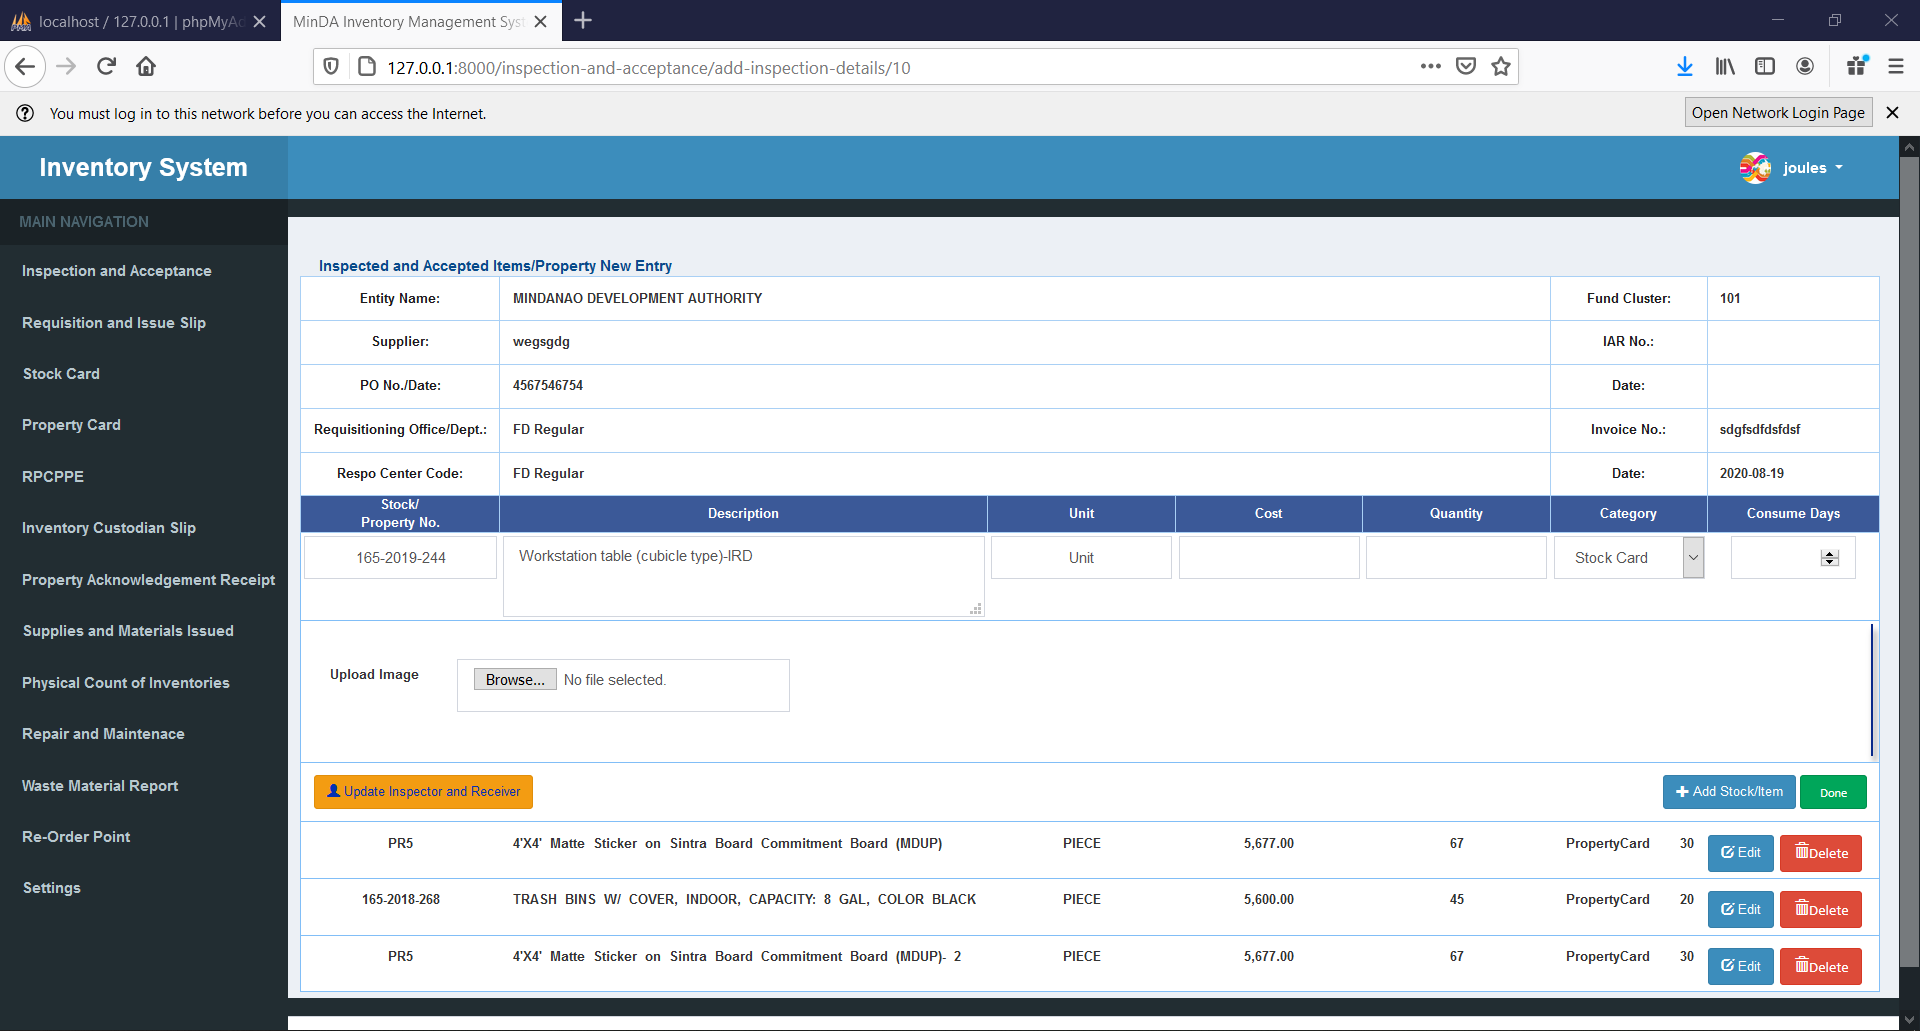 localhost / 127.0.0.1 | phpMyAd
MinDA Inventory Management Syst
127.0.0.1:8000/inspection-and-acceptance/add-inspection-details/10
You must log in to this network before you can access the Internet.
Open Network Login Page
Inventory System
joules
MAIN NAVIGATION
Inspection and Acceptance
Requisition and Issue Slip
Stock Card
Property Card
RPCPPE
Inventory Custodian Slip
Property Acknowledgement Receipt
Supplies and Materials Issued
Physical Count of Inventories
Repair and Maintenace
Waste Material Report
Re-Order Point
Settings
Inspected and Accepted Items/Property New Entry
Entity Name: MINDANAO DEVELOPMENT AUTHORITY Fund Cluster: 101
Supplier: wegsgdg IAR No.:
PO No./Date: 4567546754 Date:
Requisitioning Office/Dept.: FD Regular Invoice No.: sdgfsdfdsfdsf
Respo Center Code: FD Regular Date: 2020-08-19
Stock/
Property No. Description Unit Cost Quantity Category Consume Days
165-2019-244 Workstation table (cubicle type)-IRD Unit Stock Card
Upload Image Browse... No file selected.
Update Inspector and Receiver Add Stock/Item Done
PR5 4'X4' Matte Sticker on Sintra Board Commitment Board (MDUP) PIECE 5,677.00 67 PropertyCard 30 Edit Delete
165-2018-268 TRASH BINS W/ COVER, INDOOR, CAPACITY: 8 GAL, COLOR BLACK PIECE 5,600.00 45 PropertyCard 20 Edit Delete
PR5 4'X4' Matte Sticker on Sintra Board Commitment Board (MDUP)- 2 PIECE 5,677.00 67 PropertyCard 30 Edit Delete